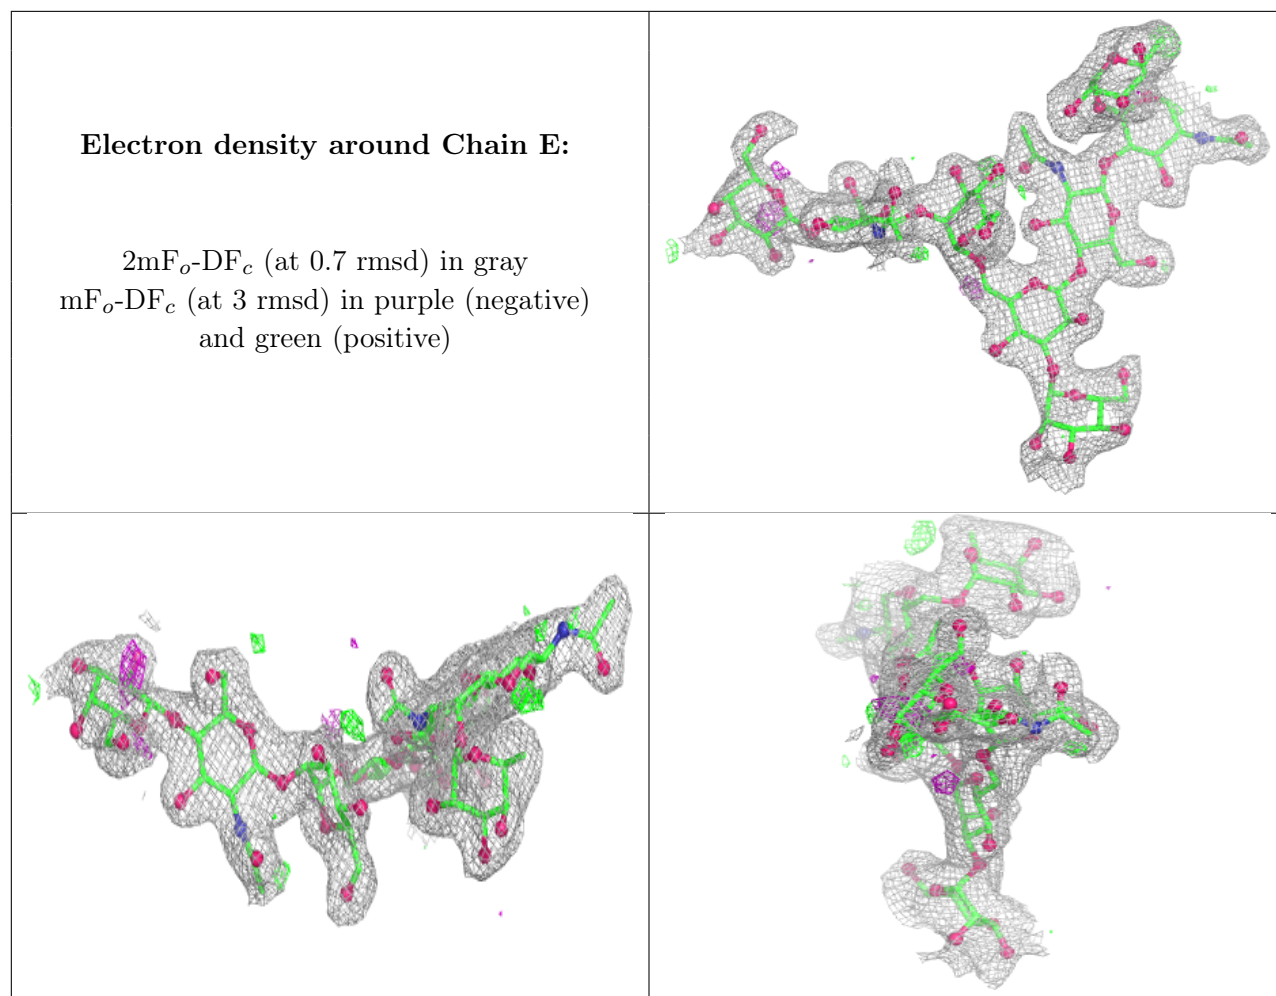 Electron density around Chain E:
2mFo-DFc (at 0.7 rmsd) in gray
mFo-DFc (at 3 rmsd) in purple (negative)
and green (positive)